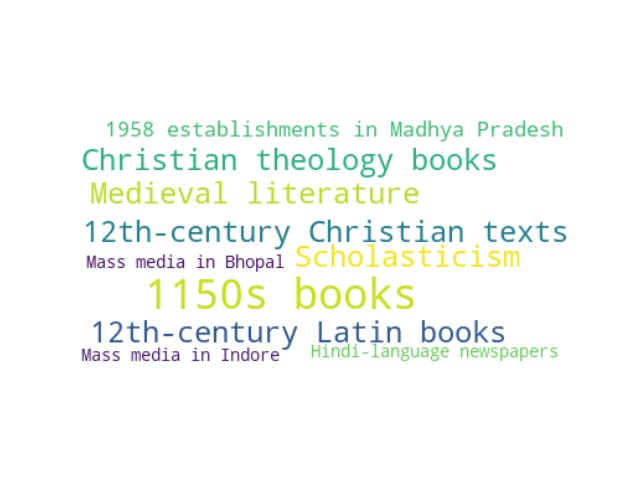 1958 establishments in Madhya Pradesh
Christian theology books
Medieval literature
12th-century Christian texts
Mass media in Bhopal Scholasticism
1150s books
12th-century Latin books
Mass media in Indore Hindi-language newspapers